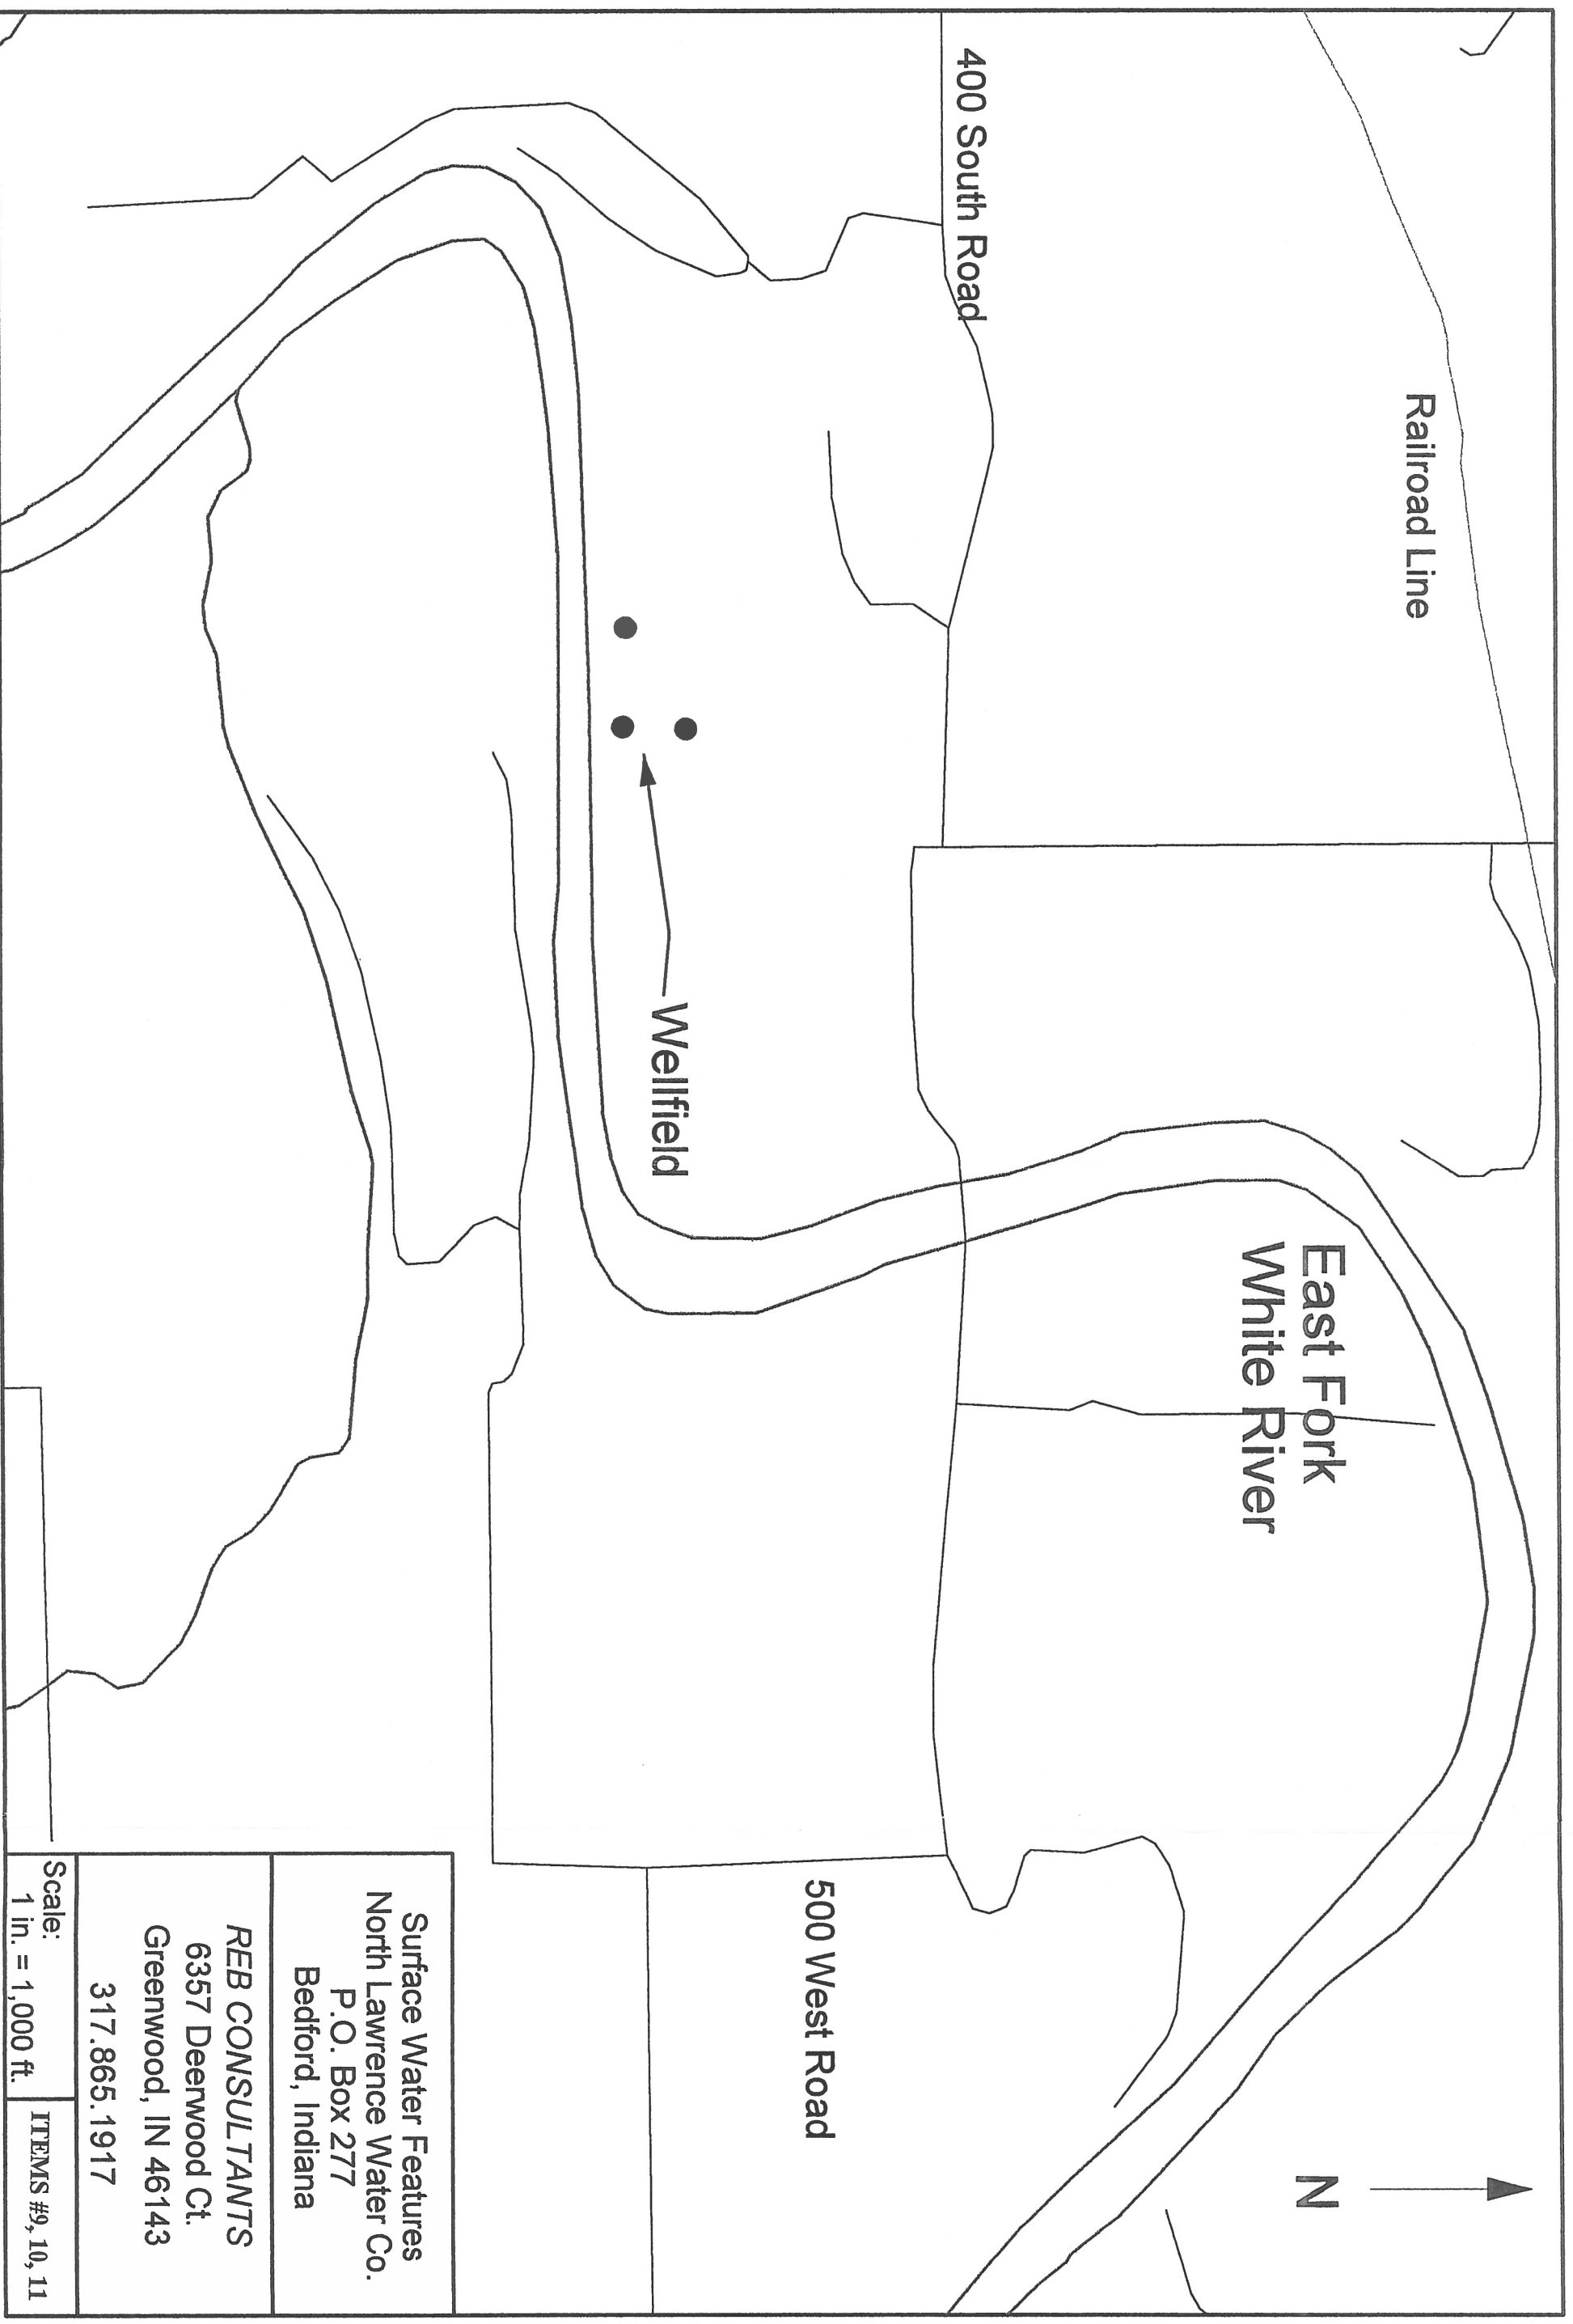 400 South Road
Railroad Line
Wellfield
East Fork
White River
500 West Road
N
Surface Water Features
North Lawrence Water Co.
P.O. Box 277
Bedford, Indiana
REB CONSULTANTS
6357 Deerwood Ct.
Greenwood, IN 46143
317.865.1917
Scale:
1 in. = 1,000 ft.
ITEMS #9, 10, 11